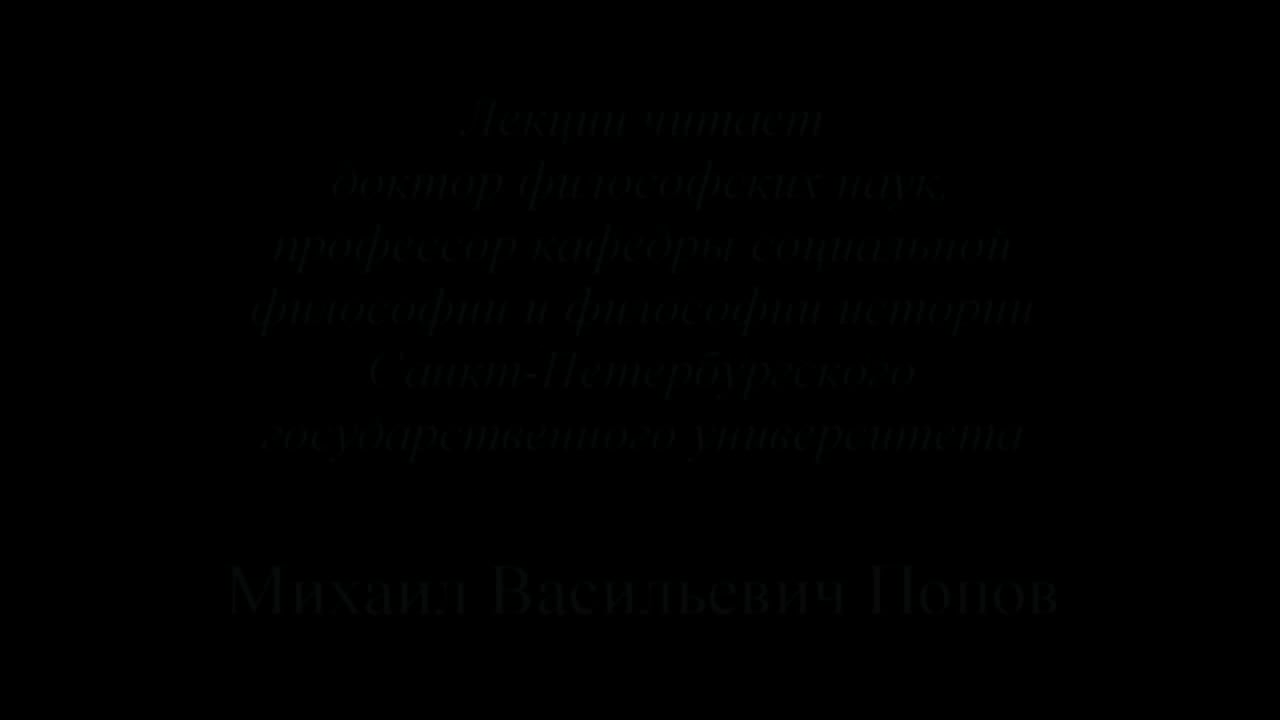 Лекции читает
доктор философских наук,
профессор кафедры социальной
философии и философии истории
Санкт-Петербургского
государственного университета
Михаил Васильевич Попов